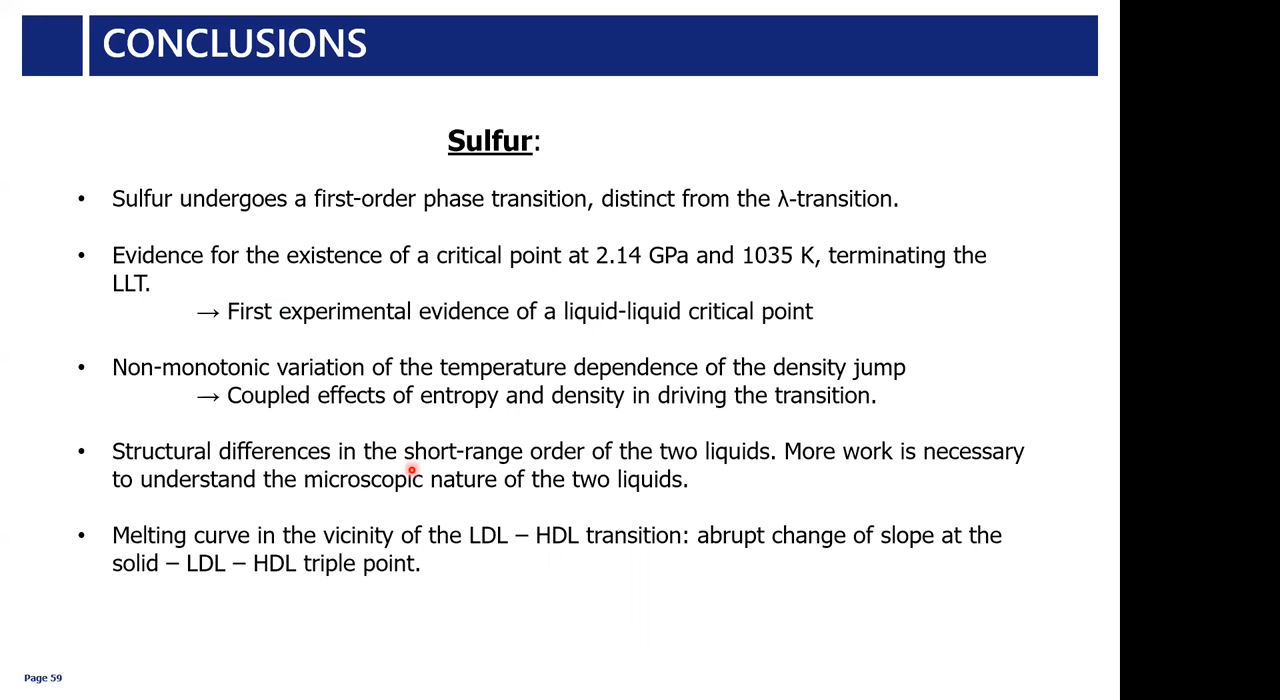 CONCLUSIONS
Sulfur:
• Sulfur undergoes a first-order phase transition, distinct from the λ-transition.
• Evidence for the existence of a critical point at 2.14 GPa and 1035 K, terminating the
LLT.
→ First experimental evidence of a liquid-liquid critical point
• Non-monotonic variation of the temperature dependence of the density jump
→ Coupled effects of entropy and density in driving the transition.
• Structural differences in the short-range order of the two liquids. More work is necessary
to understand the microscopic nature of the two liquids.
• Melting curve in the vicinity of the LDL – HDL transition: abrupt change of slope at the
solid – LDL – HDL triple point.
Page 59